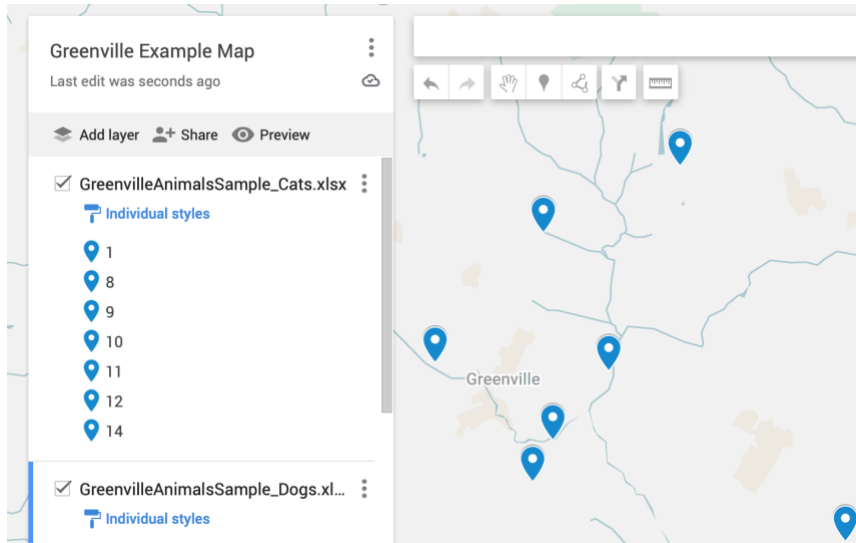 Greenville Example Map
Last edit was seconds ago
Add layer Share Preview
GreenvilleAnimalsSample_Cats.xlsx
Individual styles
1
8
9
10
11
12
14
GreenvilleAnimalsSample_Dogs.xl...
Individual styles
Greenville